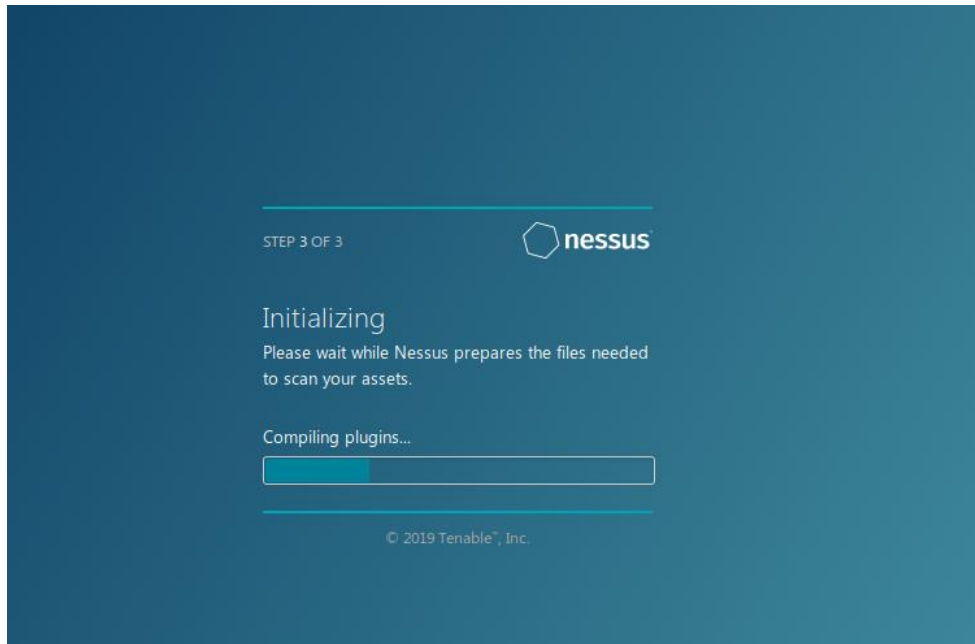 STEP 3 OF 3
nessus
Initializing
Please wait while Nessus prepares the files needed
to scan your assets.
Compiling plugins...
© 2019 Tenable™, Inc.